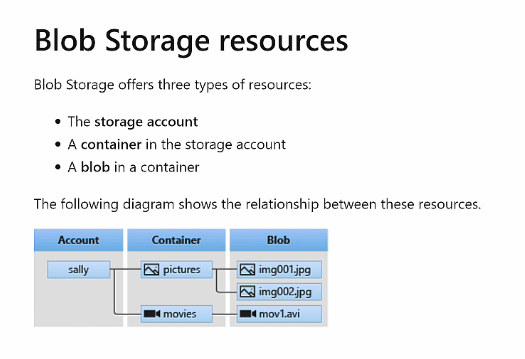 Blob Storage resources
Blob Storage offers three types of resources:
• The storage account
• A container in the storage account
• A blob in a container
The following diagram shows the relationship between these resources.
Account Container Blob
sally pictures img001.jpg
img002.jpg
movies mov1.avi